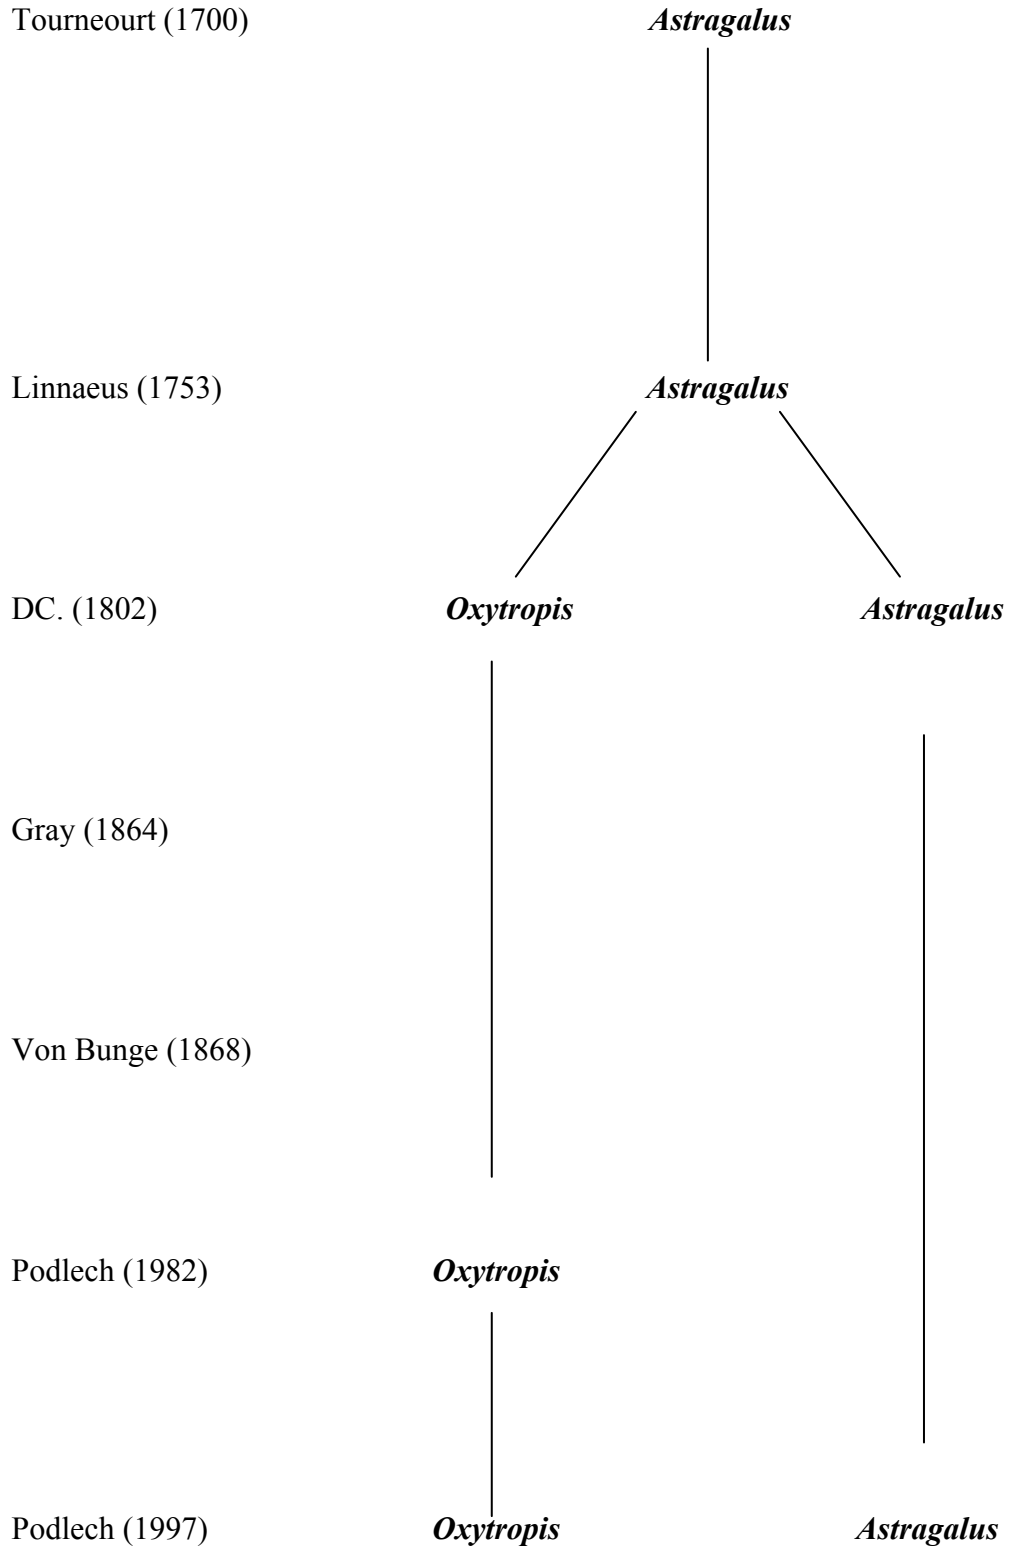 Tourneourt (1700) Astragalus
Linnaeus (1753) Astragalus
DC. (1802) Oxytropis Astragalus
Gray (1864)
Von Bunge (1868)
Podlech (1982) Oxytropis
Podlech (1997) Oxytropis Astragalus